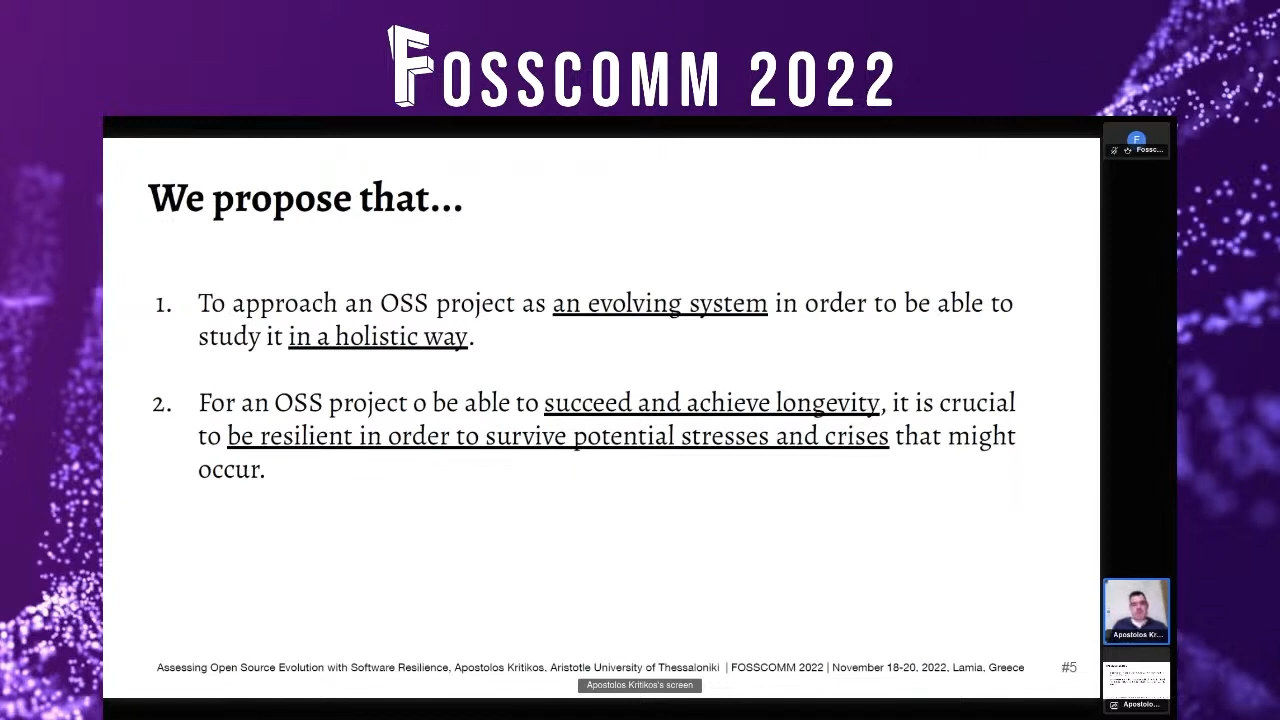 FOSSCOMM 2022
F
Fossc...
We propose that...
1. To approach an OSS project as an evolving system in order to be able to
study it in a holistic way.
2. For an OSS project o be able to succeed and achieve longevity, it is crucial
to be resilient in order to survive potential stresses and crises that might
occur.
Apostolos Kr...
Assessing Open Source Evolution with Software Resilience, Apostolos Kritikos, Aristotle University of Thessaloniki | FOSSCOMM 2022 | November 18-20, 2022, Lamia, Greece
#5
Apostolos Kritikos's screen
Apostolo...